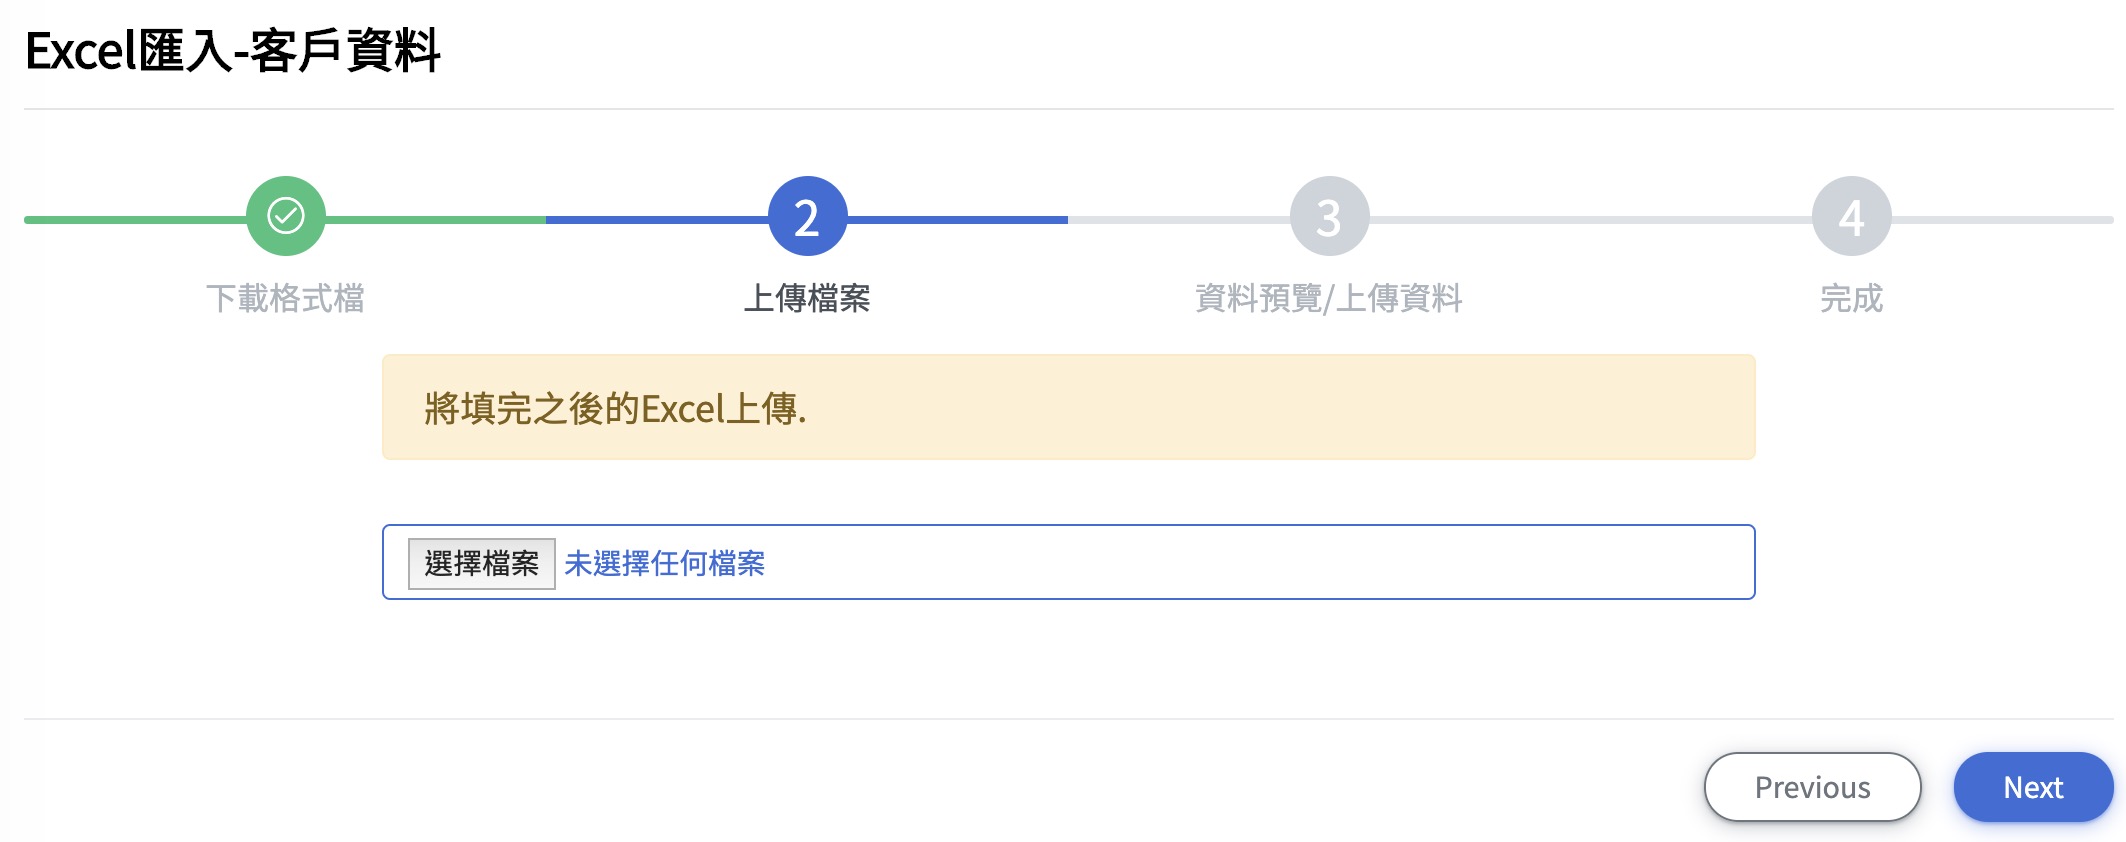 Excel匯入-客戶資料
2
3
4
下載格式檔
上傳檔案
資料預覽/上傳資料
完成
將填完之後的Excel上傳.
選擇檔案 未選擇任何檔案
Previous
Next